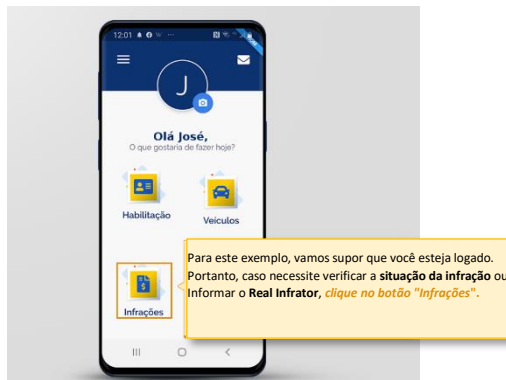 12:01
J
Olá José,
O que gostaria de fazer hoje?
Habilitação
Veículos
Para este exemplo, vamos supor que você esteja logado.
Portanto, caso necessite verificar a situação da infração ou
Informar o Real Infrator, clique no botão "Infrações".
Infrações